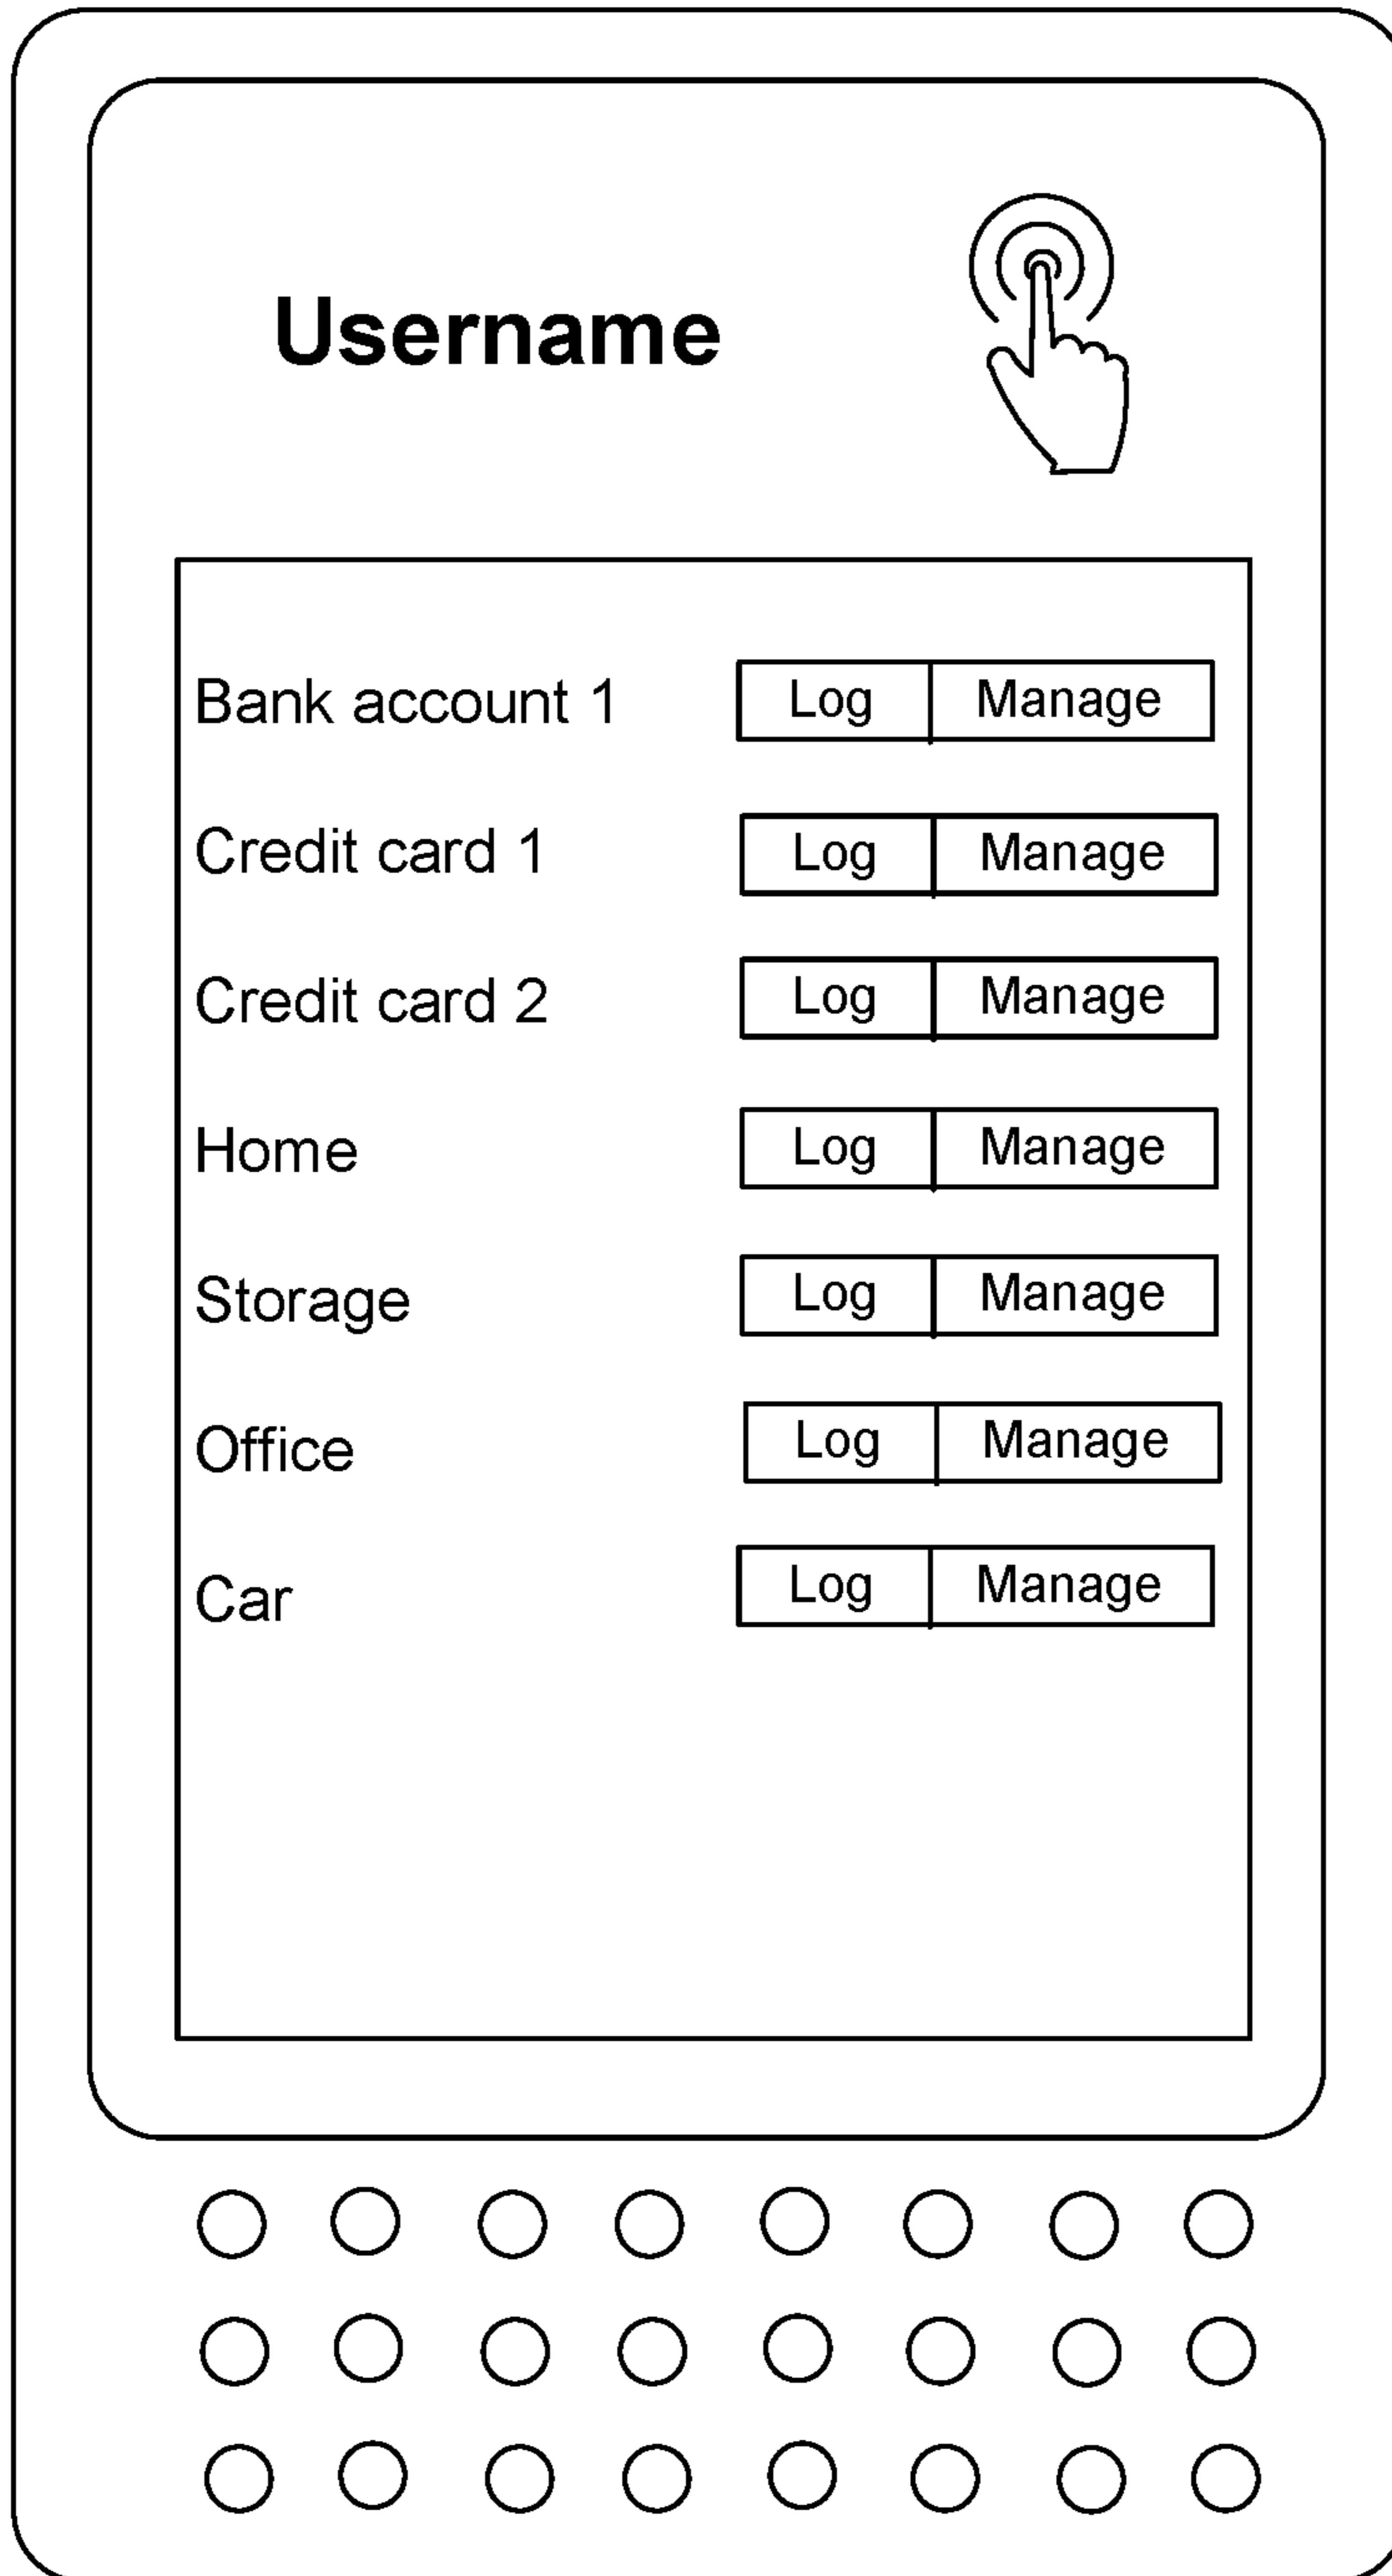 Username
Bank account 1 Log Manage
Credit card 1 Log Manage
Credit card 2 Log Manage
Home Log Manage
Storage Log Manage
Office Log Manage
Car Log Manage